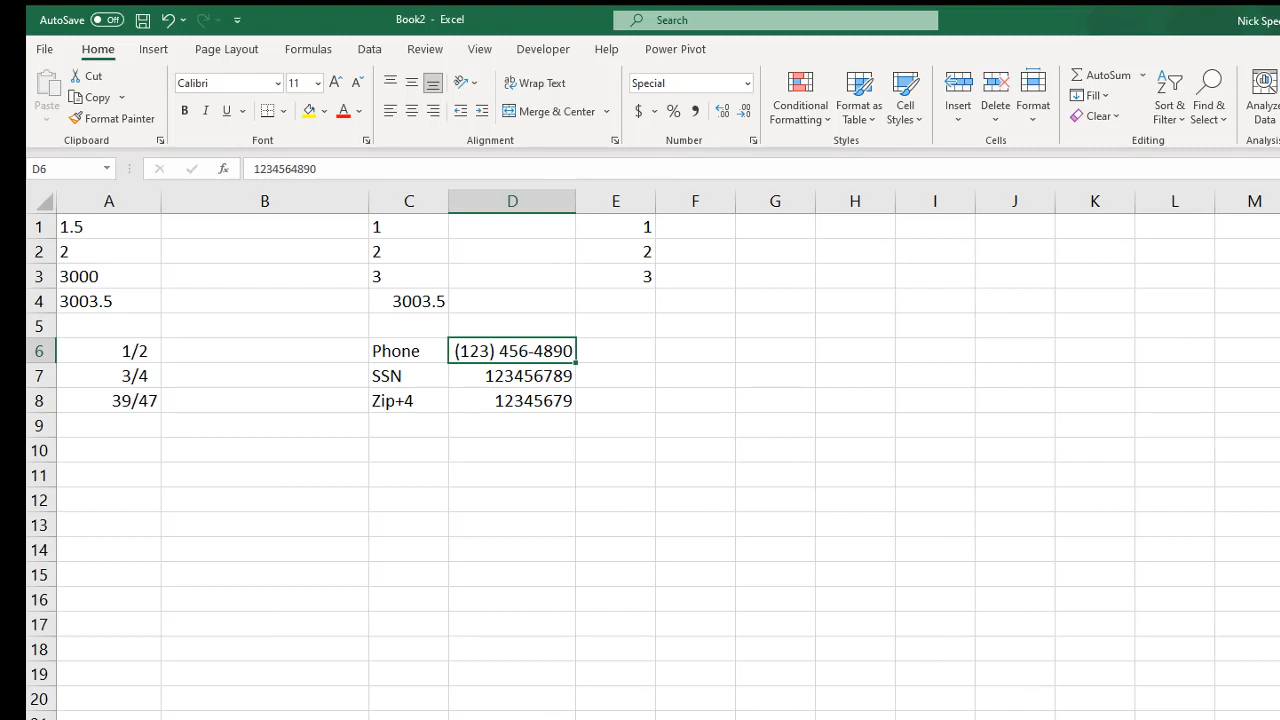 AutoSave Off Book2 - Excel Search Nick Spe
File Home Insert Page Layout Formulas Data Review View Developer Help Power Pivot
Paste Cut Copy Format Painter Clipboard
Calibri 11 B I U A Font
Wrap Text Merge & Center Alignment
Special $ % , Number
Conditional Formatting Format as Table Cell Styles Styles
Insert Delete Format Cells
AutoSum Fill Clear Sort & Filter Find & Select Editing
Analyz Data
D6 fx 1234564890
A B C D E F G H I J K L M
1 1.5 1 1
2 2 2 2
3 3000 3 3
4 3003.5 3003.5
5
6 1/2 Phone (123) 456-4890
7 3/4 SSN 123456789
8 39/47 Zip+4 12345679
9
10
11
12
13
14
15
16
17
18
19
20